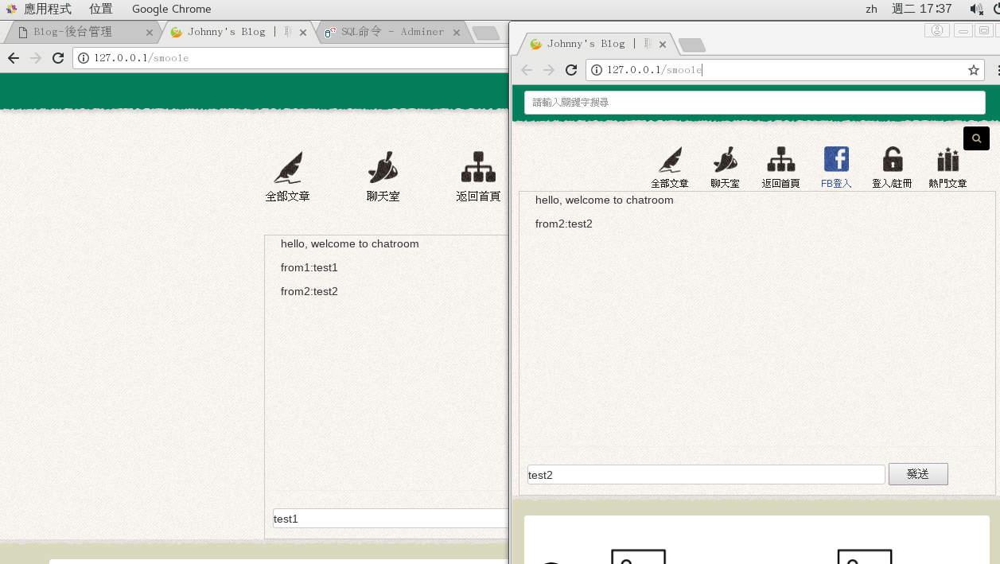 應用程式 位置 Google Chrome zh 週二 17:37
Blog-後台管理 Johnny's Blog | SQL命令 - Adminer
127.0.0.1/smoole
全部文章 聊天室 返回首頁
hello, welcome to chatroom
from1:test1
from2:test2
test1
Johnny's Blog |
127.0.0.1/smoole
請輸入關鍵字搜尋
全部文章 聊天室 返回首頁 FB登入 登入/註冊 熱門文章
hello, welcome to chatroom
from2:test2
test2 發送